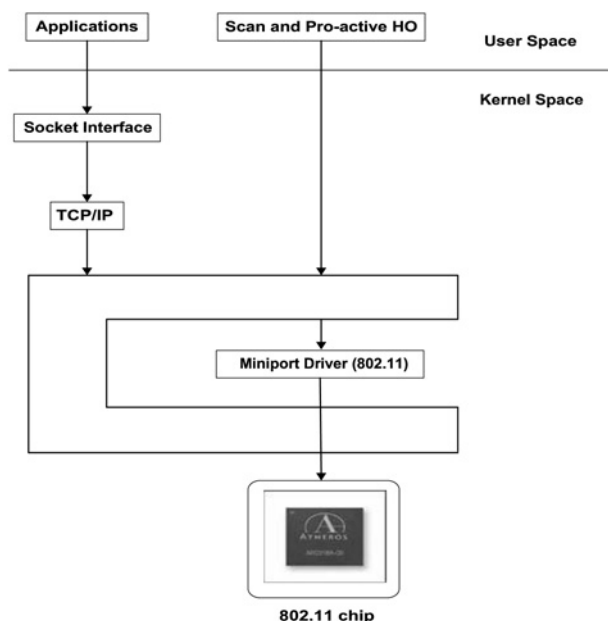 Applications
Scan and Pro-active HO
User Space
Kernel Space
Socket Interface
TCP/IP
Miniport Driver (802.11)
ATHEROS
802.11 chip